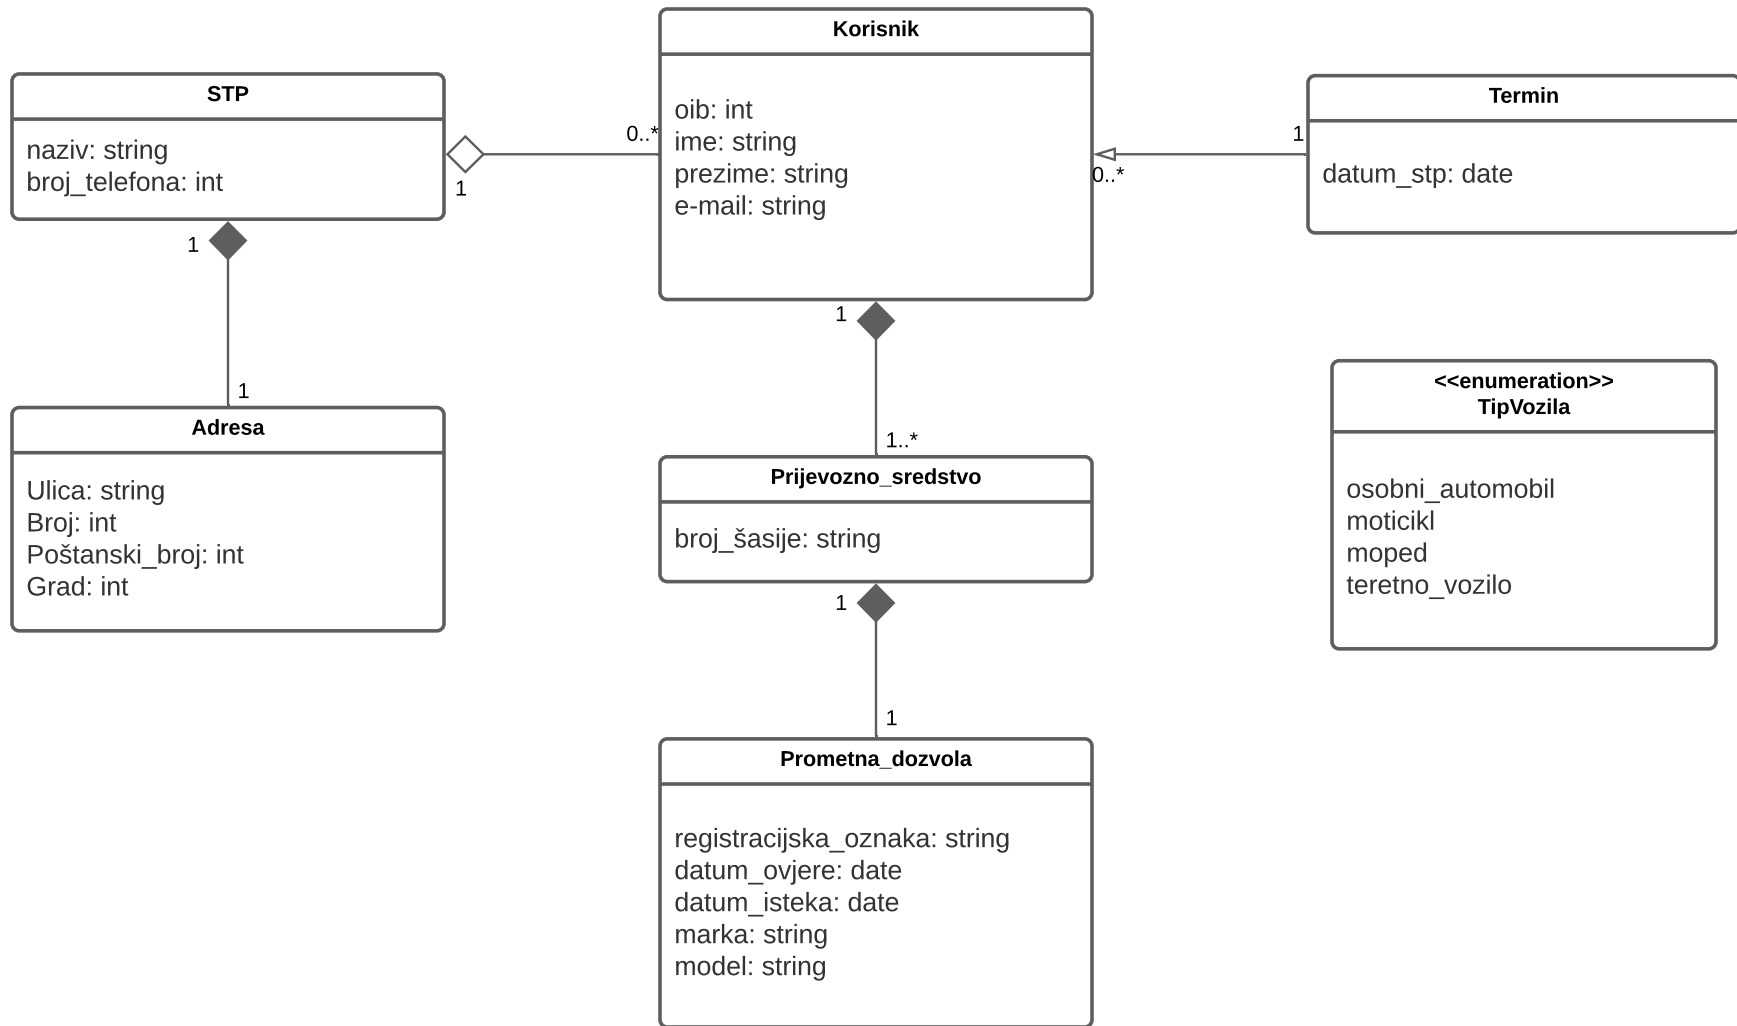 STP
naziv: string
broj_telefona: int
1
0..*
1
1
Korisnik
oib: int
ime: string
prezime: string
e-mail: string
1
0..*
Termin
datum_stp: date
Adresa
Ulica: string
Broj: int
Poštanski_broj: int
Grad: int
1
1..*
Prijevozno_sredstvo
broj_šasije: string
1
1
Prometna_dozvola
registracijska_oznaka: string
datum_ovjere: date
datum_isteka: date
marka: string
model: string
<<enumeration>>
TipVozila
osobni_automobil
moticikl
moped
teretno_vozilo